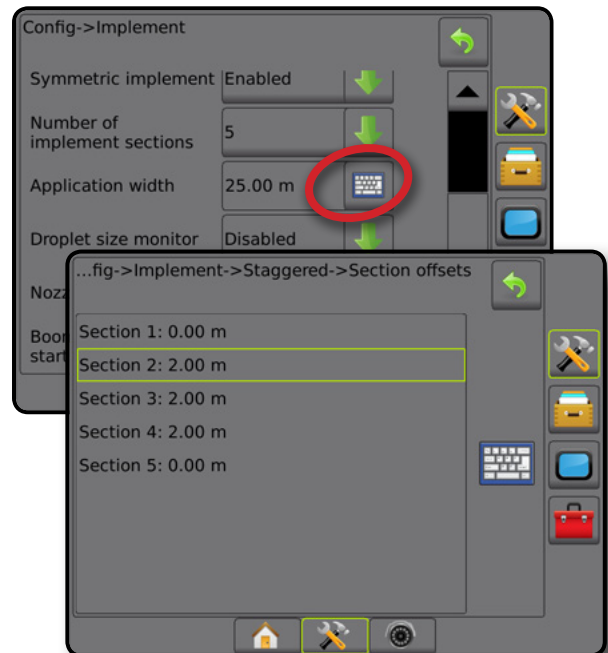 Config->Implement
Symmetric implement Enabled
Number of
implement sections 5
Application width 25.00 m
Droplet size monitor Disabled
...fig->Implement->Staggered->Section offsets
Section 1: 0.00 m
Section 2: 2.00 m
Section 3: 2.00 m
Section 4: 2.00 m
Section 5: 0.00 m